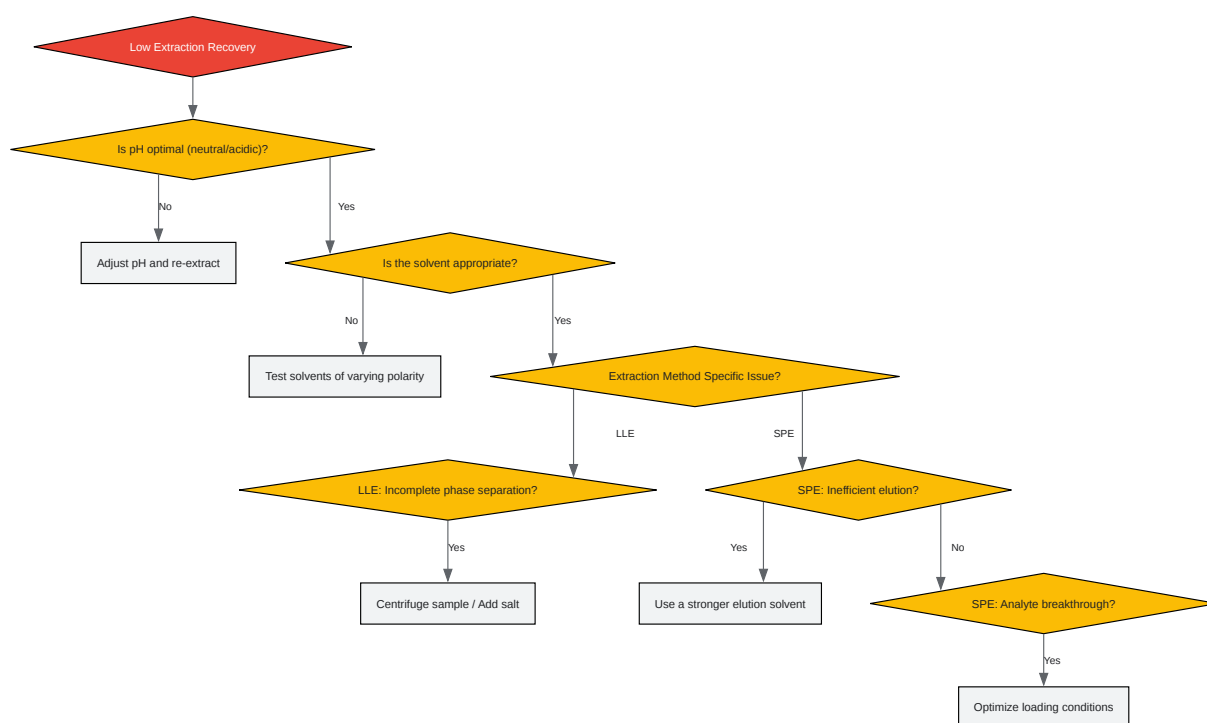 Low Extraction Recovery
Is pH optimal (neutral/acidic)?
No
Yes
Adjust pH and re-extract
Is the solvent appropriate?
No
Yes
Test solvents of varying polarity
Extraction Method Specific Issue?
LLE
SPE
LLE: Incomplete phase separation?
SPE: Inefficient elution?
Yes
Yes
No
Centrifuge sample / Add salt
Use a stronger elution solvent
SPE: Analyte breakthrough?
Yes
Optimize loading conditions